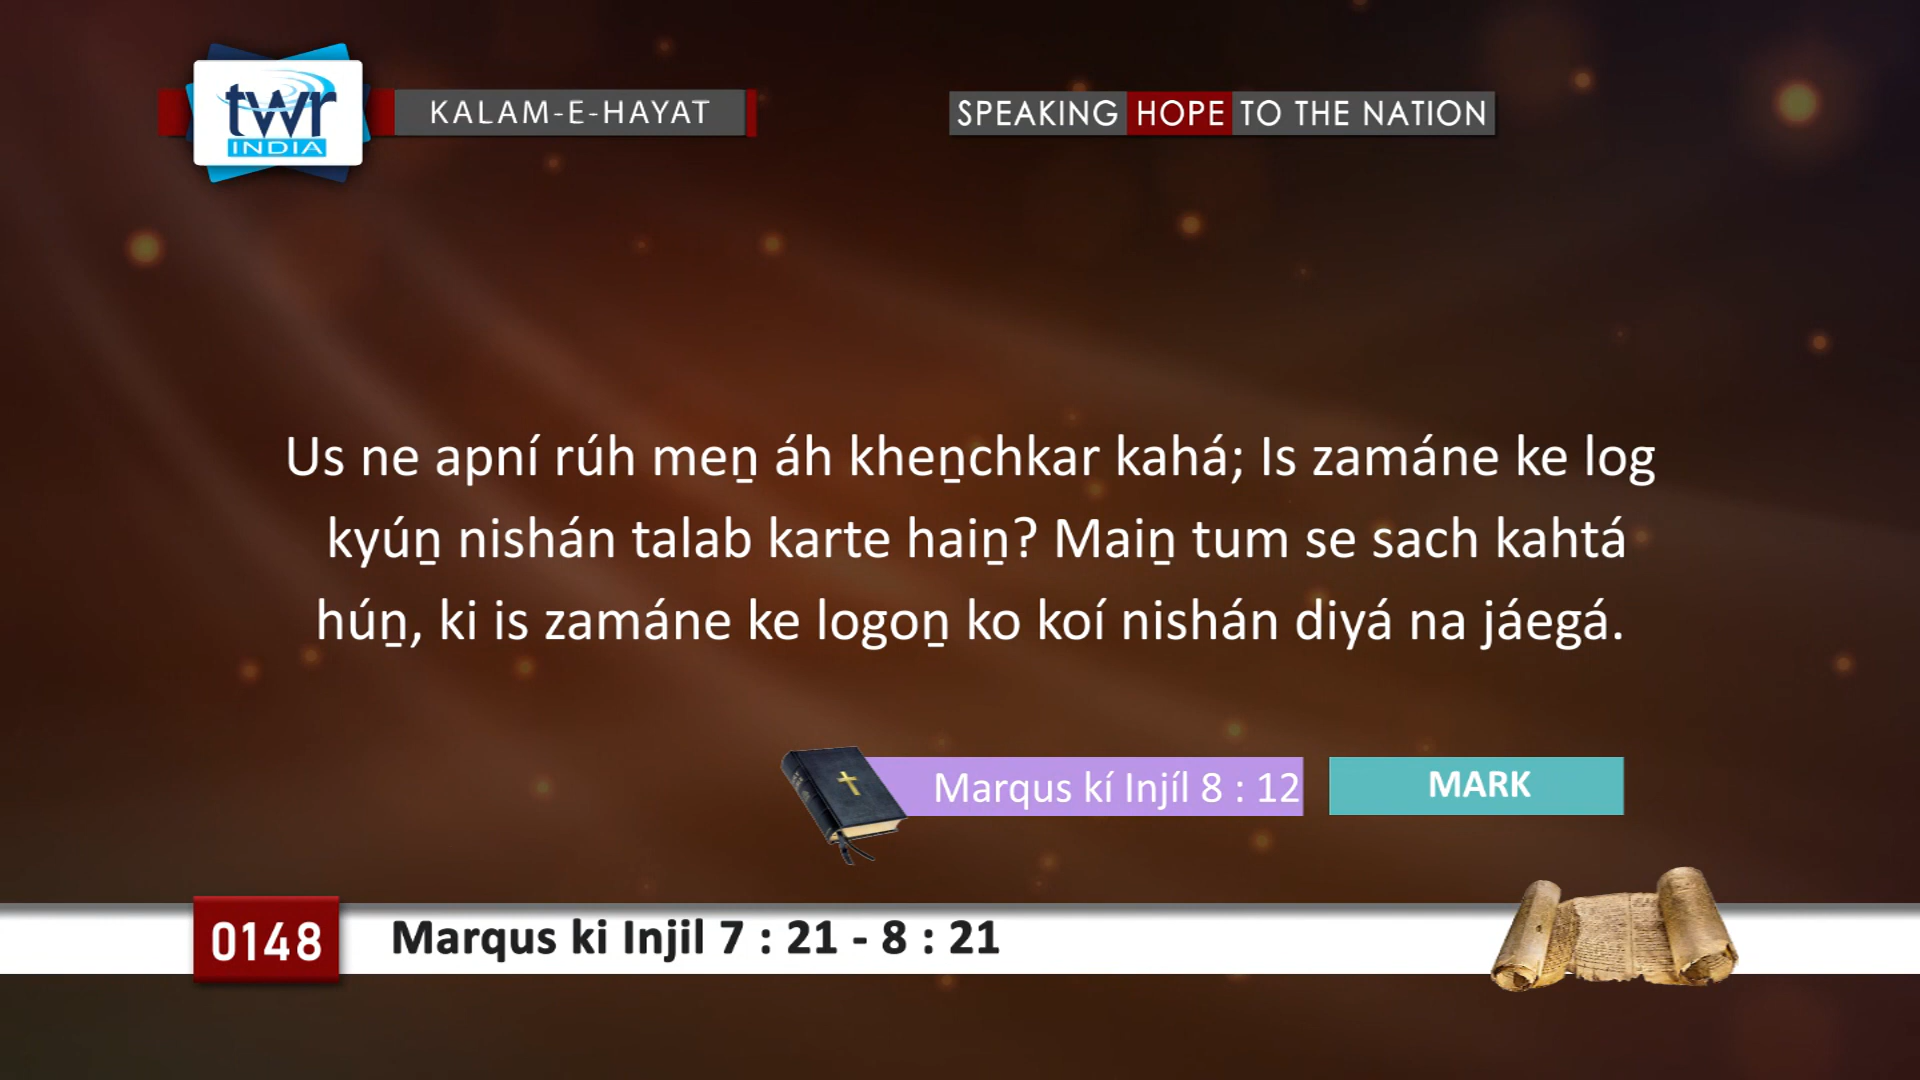 twr
INDIA
KALAM-E-HAYAT
SPEAKING HOPE TO THE NATION
Us ne apní rúh meṉ áh kheṉchkar kahá; Is zamáne ke log
kyúṉ nishán talab karte haiṉ? Maiṉ tum se sach kahtá
húṉ, ki is zamáne ke logoṉ ko koí nishán diyá na jáegá.
Marqus kí Injíl 8 : 12
MARK
0148
Marqus ki Injil 7 : 21 - 8 : 21